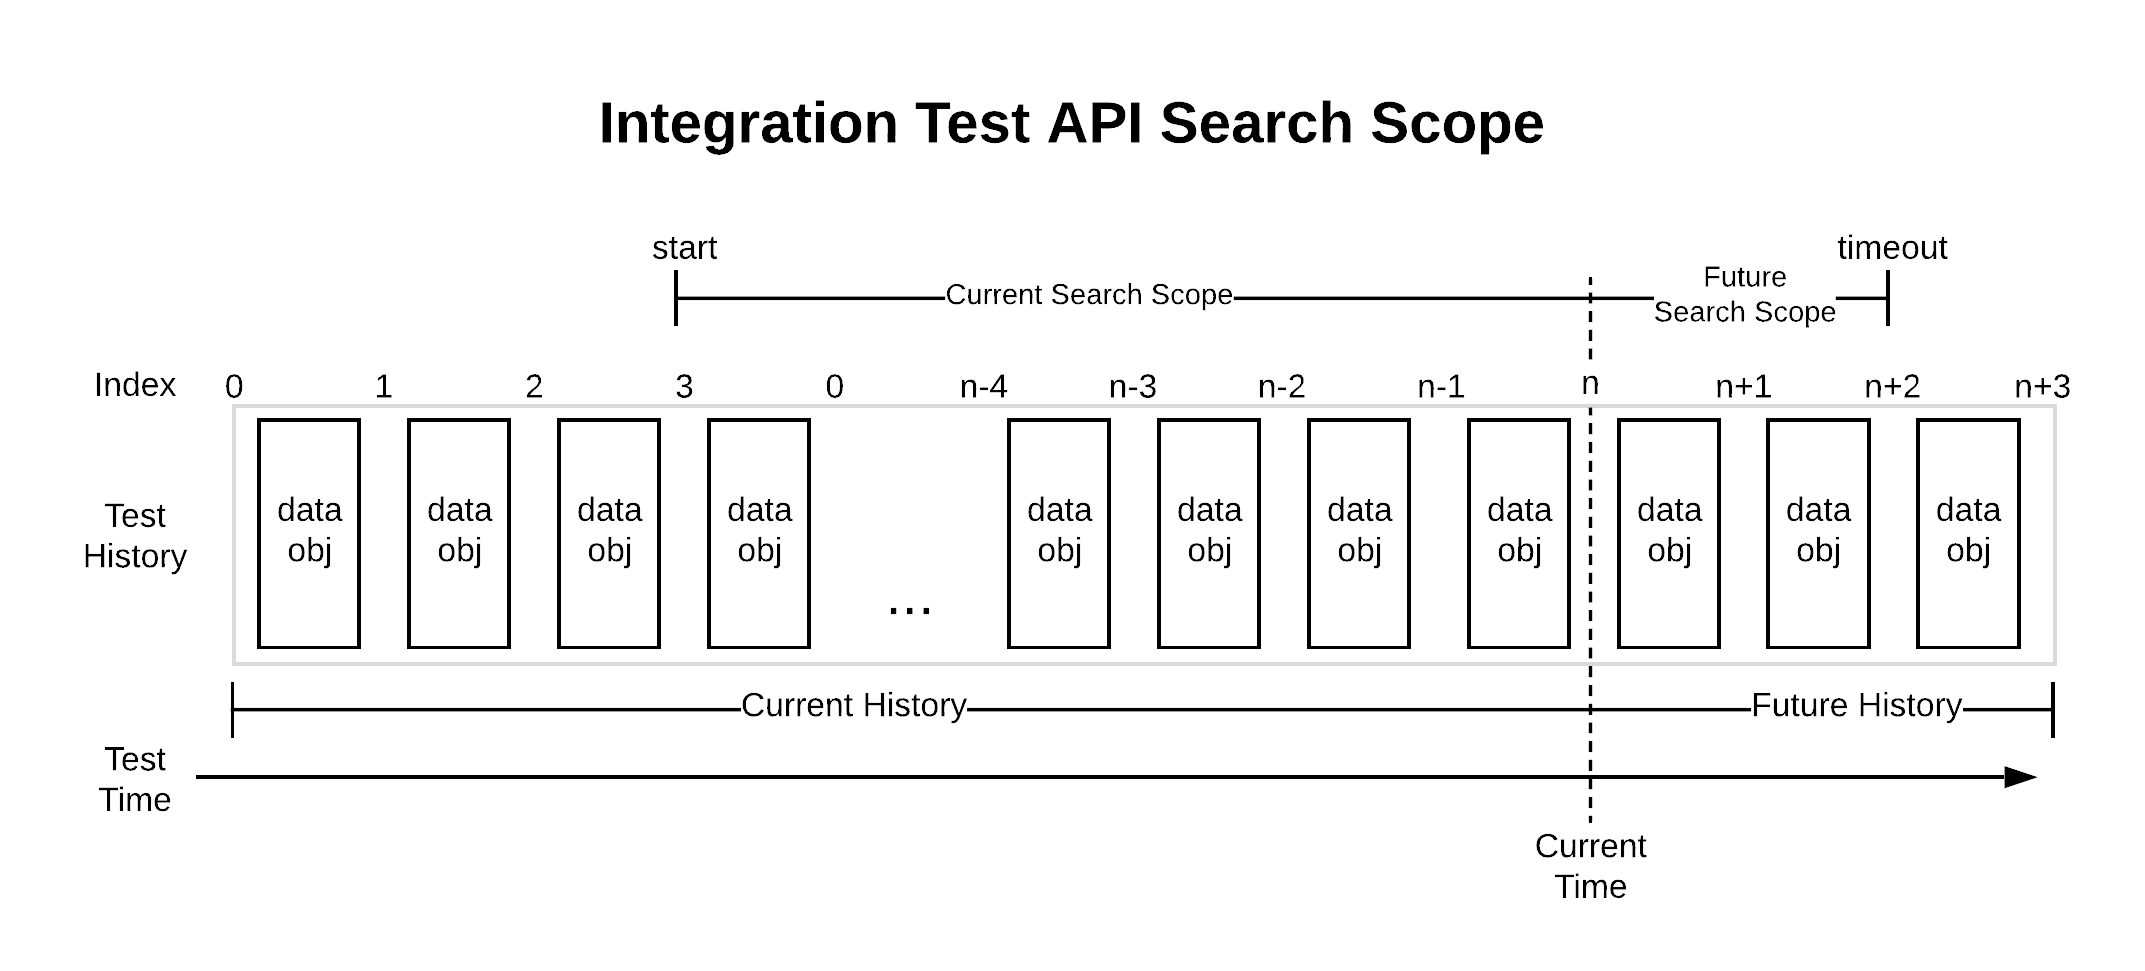 Integration Test API Search Scope
start
timeout
Current Search Scope
Future
Search Scope
Index 0 1 2 3 0 n-4 n-3 n-2 n-1 n n+1 n+2 n+3
Test
History
data data data data data data data data data data data
obj obj obj obj obj obj obj obj obj obj obj
...
Current History
Future History
Test
Time
Current
Time